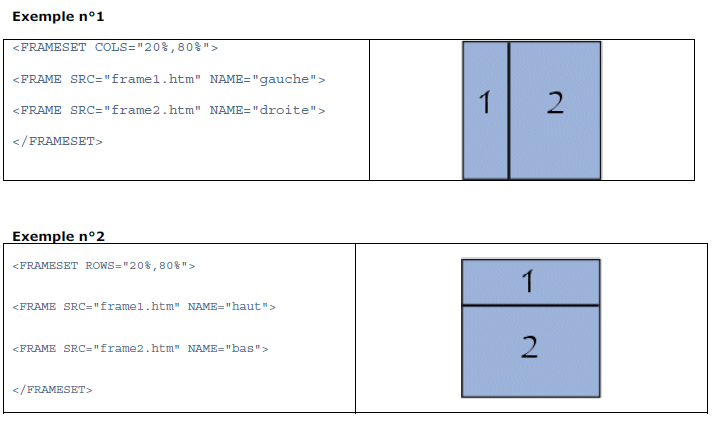 Exemple n°1
<FRAMESET COLS="20%,80%">
<FRAME SRC="frame1.htm" NAME="gauche">
<FRAME SRC="frame2.htm" NAME="droite">
</FRAMESET>
1 2
Exemple n°2
<FRAMESET ROWS="20%,80%">
<FRAME SRC="frame1.htm" NAME="haut">
<FRAME SRC="frame2.htm" NAME="bas">
</FRAMESET>
1
2